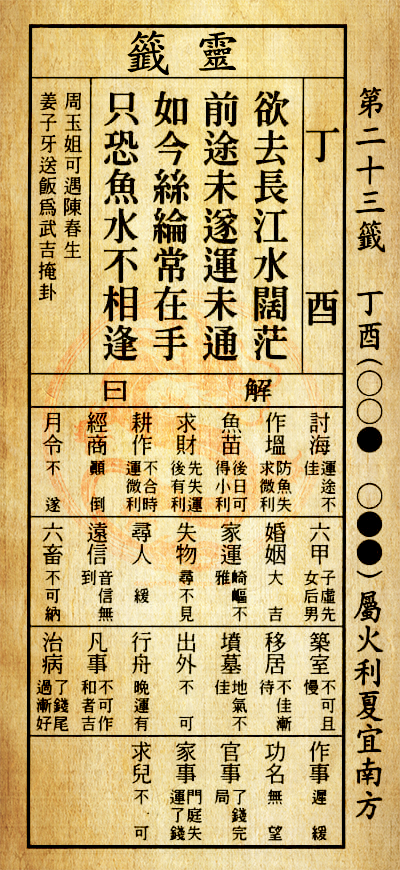 第二十三籤　丁酉(○○●　○●●)屬火利夏宜南方
靈籤
丁酉
欲去長江水闊茫
前途未遂運未通
如今絲綸常在手
只恐魚水不相逢
周玉姐可遇陳春生
姜子牙送飯爲武吉掩卦
解曰
討海 運途不佳
作塭 防魚失求微利
魚苗 後日可得小利
求財 先失運後有利
耕作 不合時運微利
經商 顚倒
月令 不遂
六甲 子虛先女后男
婚姻 大吉
家運 崎嶇不雅
失物 尋不見
尋人 緩
遠信 音信無到
六畜 不可納
築室 不可且慢
移居 不佳漸待
墳墓 地氣不佳
出外 不可
行舟 晚運有
凡事 不可作和者吉
治病 了錢尾過漸好
作事 遲緩
功名 無望
官事 了錢完局
家事 門庭失運了錢
求兒 不可